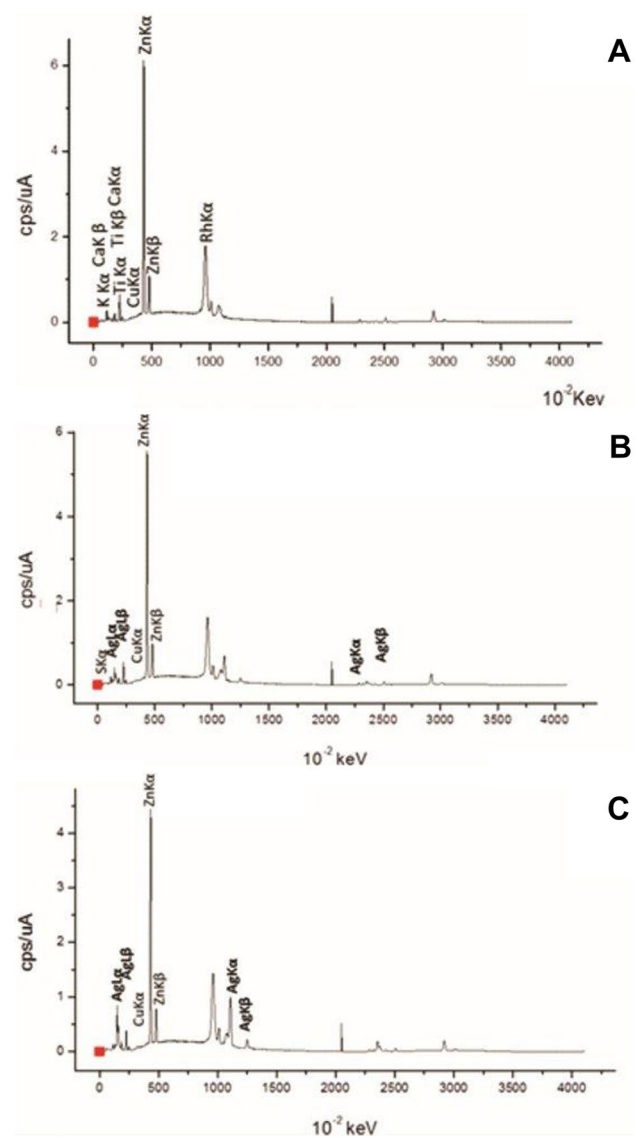 A
cps/uA
6
4
2
0
K Kα
CaK β
Ti Kα
Ti Kβ CaKα
CuKα
ZnKα
ZnKβ
RhKα
0 500 1000 1500 2000 2500 3000 3500 4000
10⁻²Kev
B
cps/uA
6
4
2
0
SKα
AgLα
AgLβ
CuKα
ZnKα
ZnKβ
AgKα
AgKβ
0 500 1000 1500 2000 2500 3000 3500 4000
10⁻² keV
C
cps/uA
4
3
2
1
0
AgLα
AgLβ
CuKα
ZnKα
ZnKβ
AgKα
AgKβ
0 500 1000 1500 2000 2500 3000 3500 4000
10⁻² keV